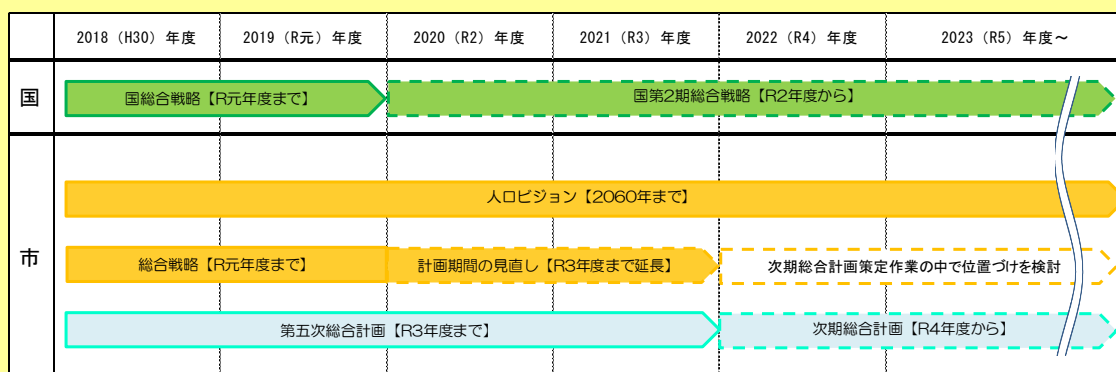 2018（H30）年度
2019（R元）年度
2020（R2）年度
2021（R3）年度
2022（R4）年度
2023（R5）年度～
国
国総合戦略【R元年度まで】
国第2期総合戦略【R2年度から】
市
人口ビジョン【2060年まで】
総合戦略【R元年度まで】
計画期間の見直し【R3年度まで延長】
次期総合計画策定作業の中で位置づけを検討
第五次総合計画【R3年度まで】
次期総合計画【R4年度から】